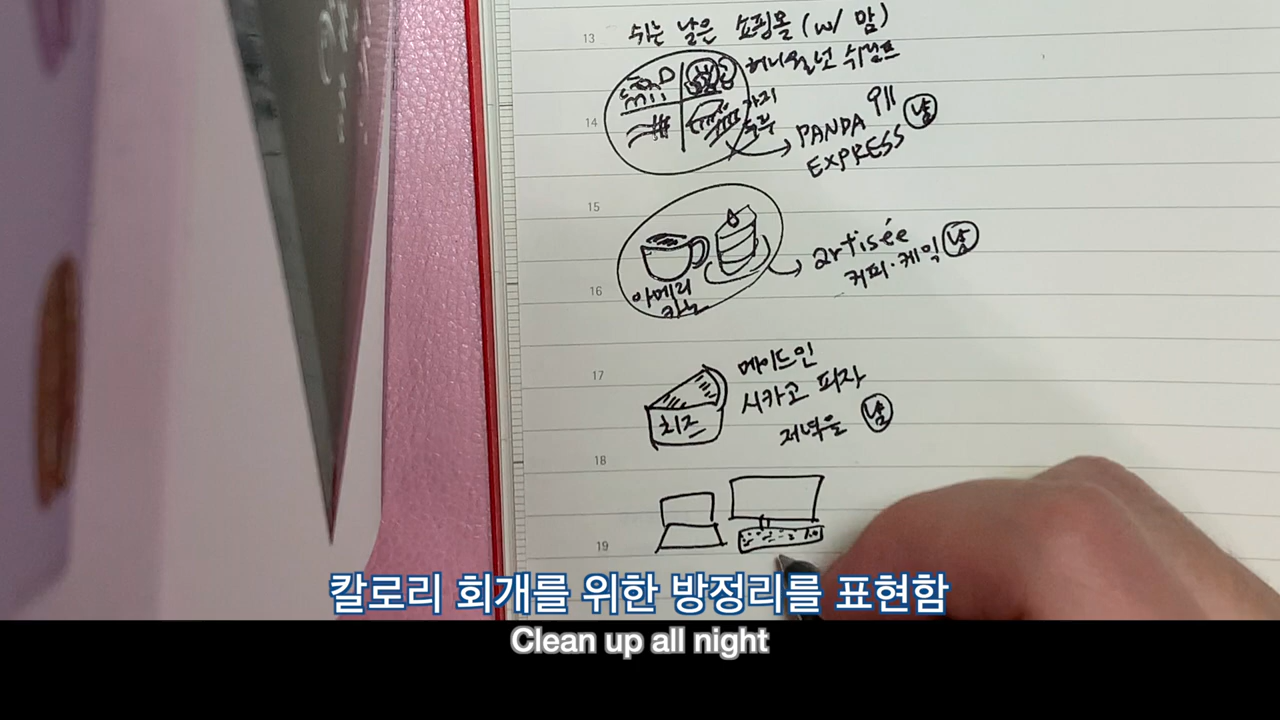 13
쉬는 날은 쇼핑몰 (w/ 맘)
허니월넛 쉬림프
14
가지
두부
PANDA 911 냠
EXPRESS
15
artisée
커피·케익 냠
16
아메리
카노
17
메이드인
시카고 피자
치즈
저녁을 냠
18
19
칼로리 회개를 위한 방정리를 표현함
Clean up all night